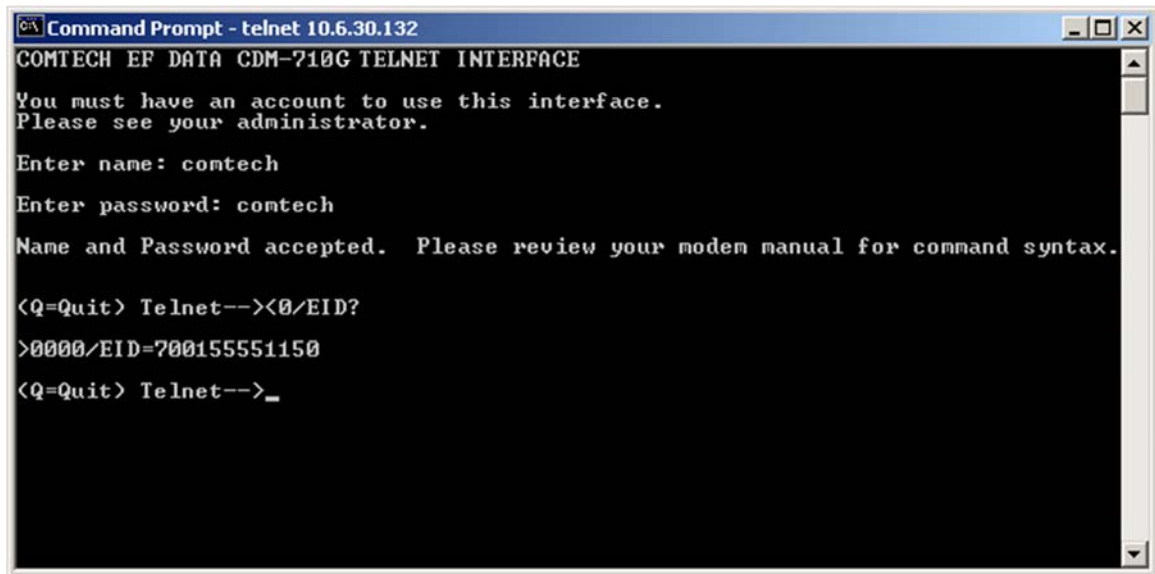 Command Prompt - telnet 10.6.30.132
COMTECH EF DATA CDM-710G TELNET INTERFACE
You must have an account to use this interface.
Please see your administrator.
Enter name: comtech
Enter password: comtech
Name and Password accepted.  Please review your modem manual for command syntax.
(Q=Quit) Telnet--><0/EID?
>0000/EID=700155551150
(Q=Quit) Telnet-->_